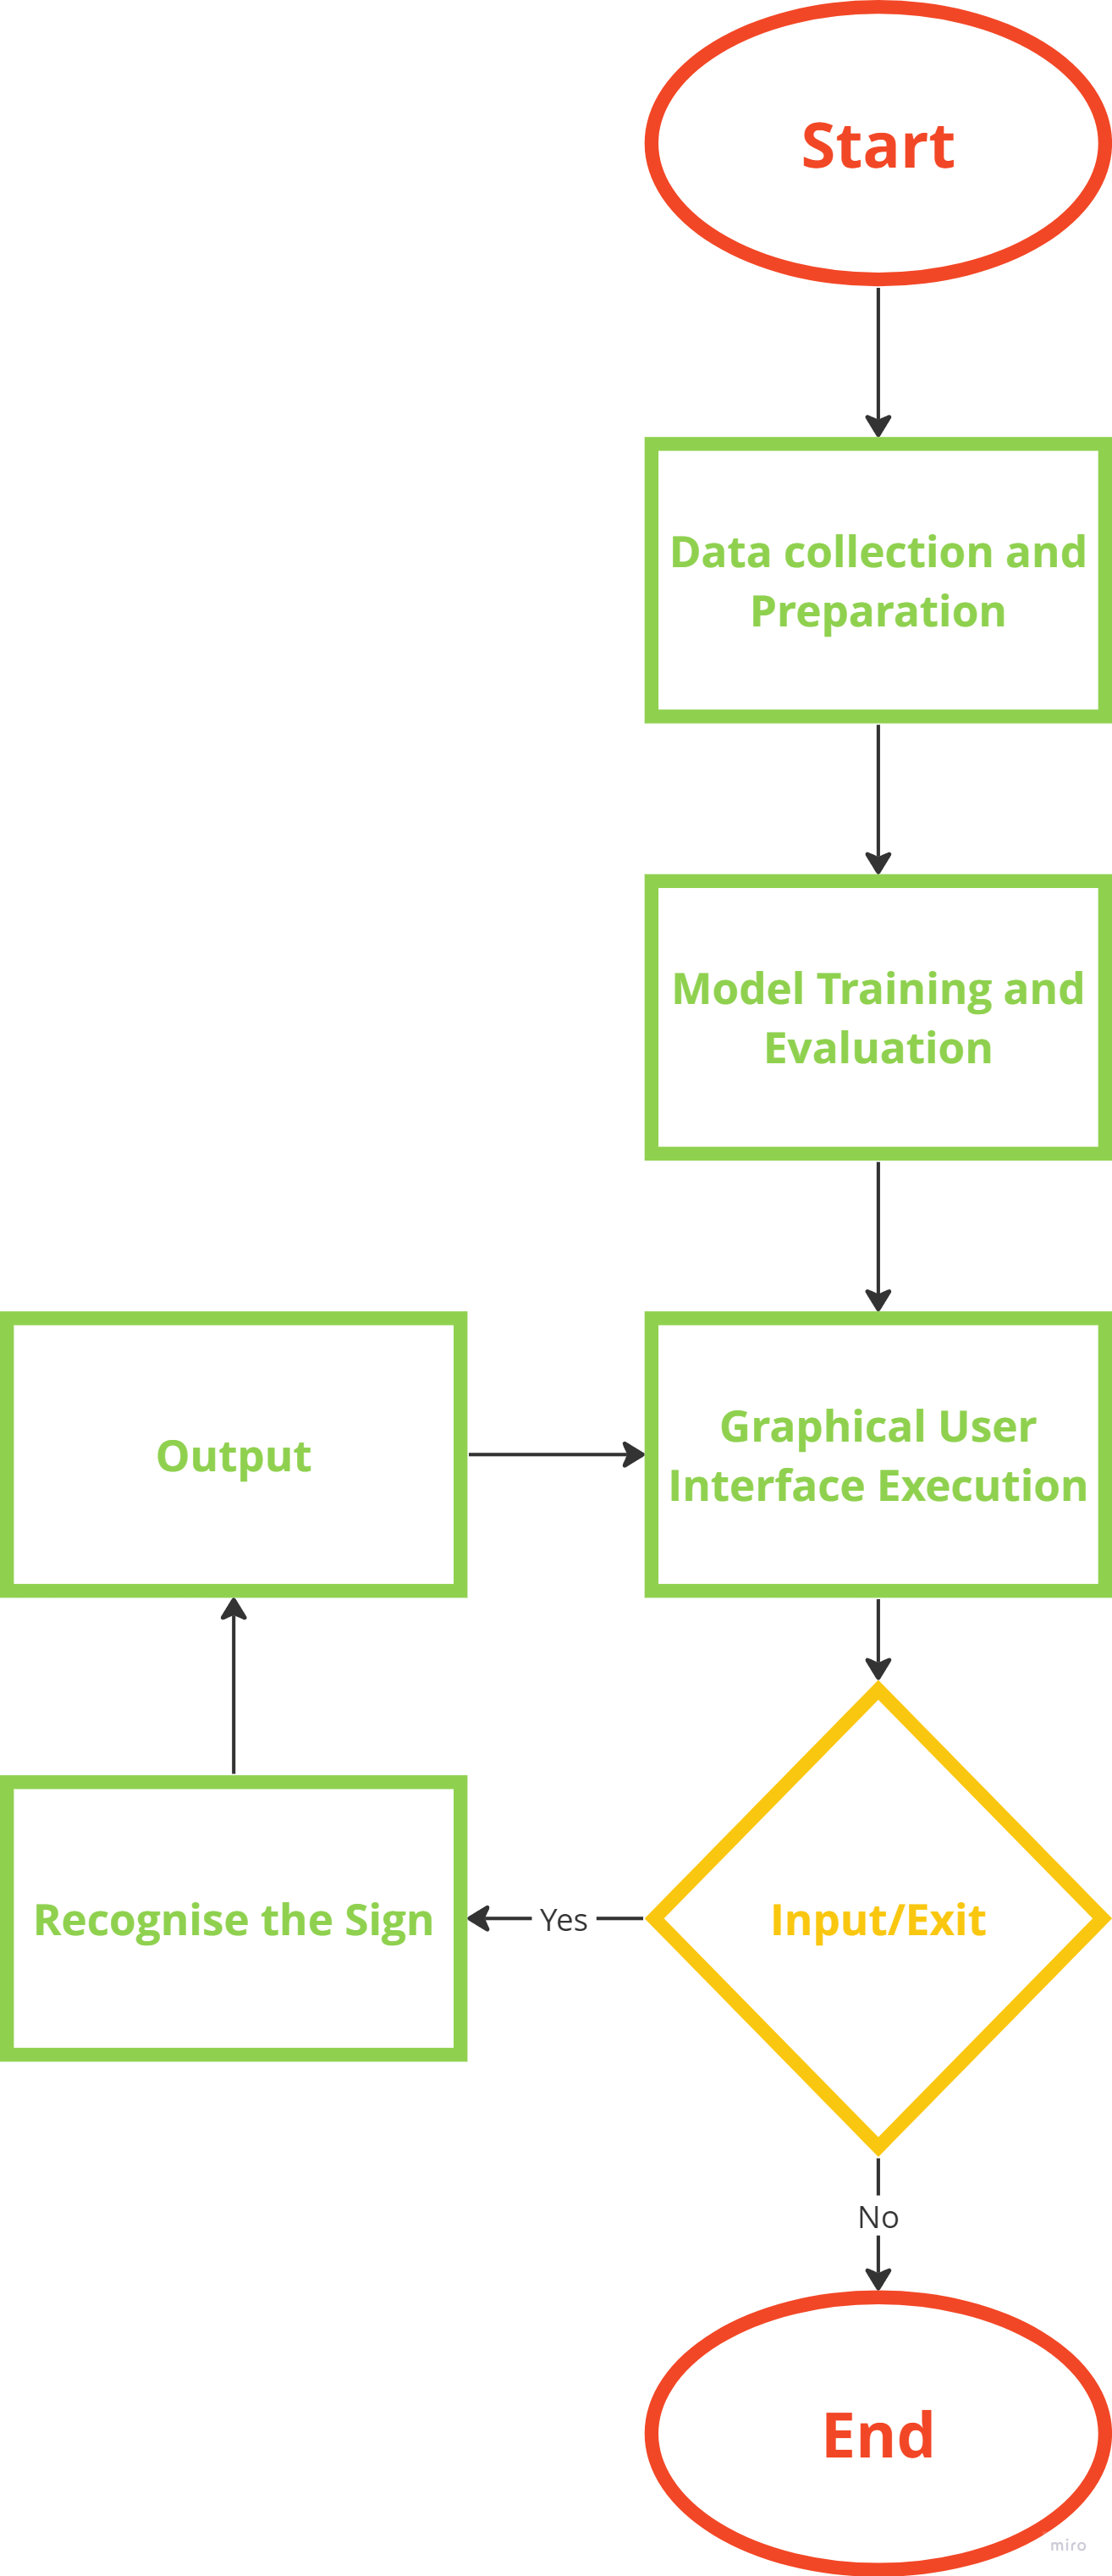 Start
Data collection and
Preparation
Model Training and
Evaluation
Output
Graphical User
Interface Execution
Recognise the Sign
Yes
Input/Exit
No
End
miro